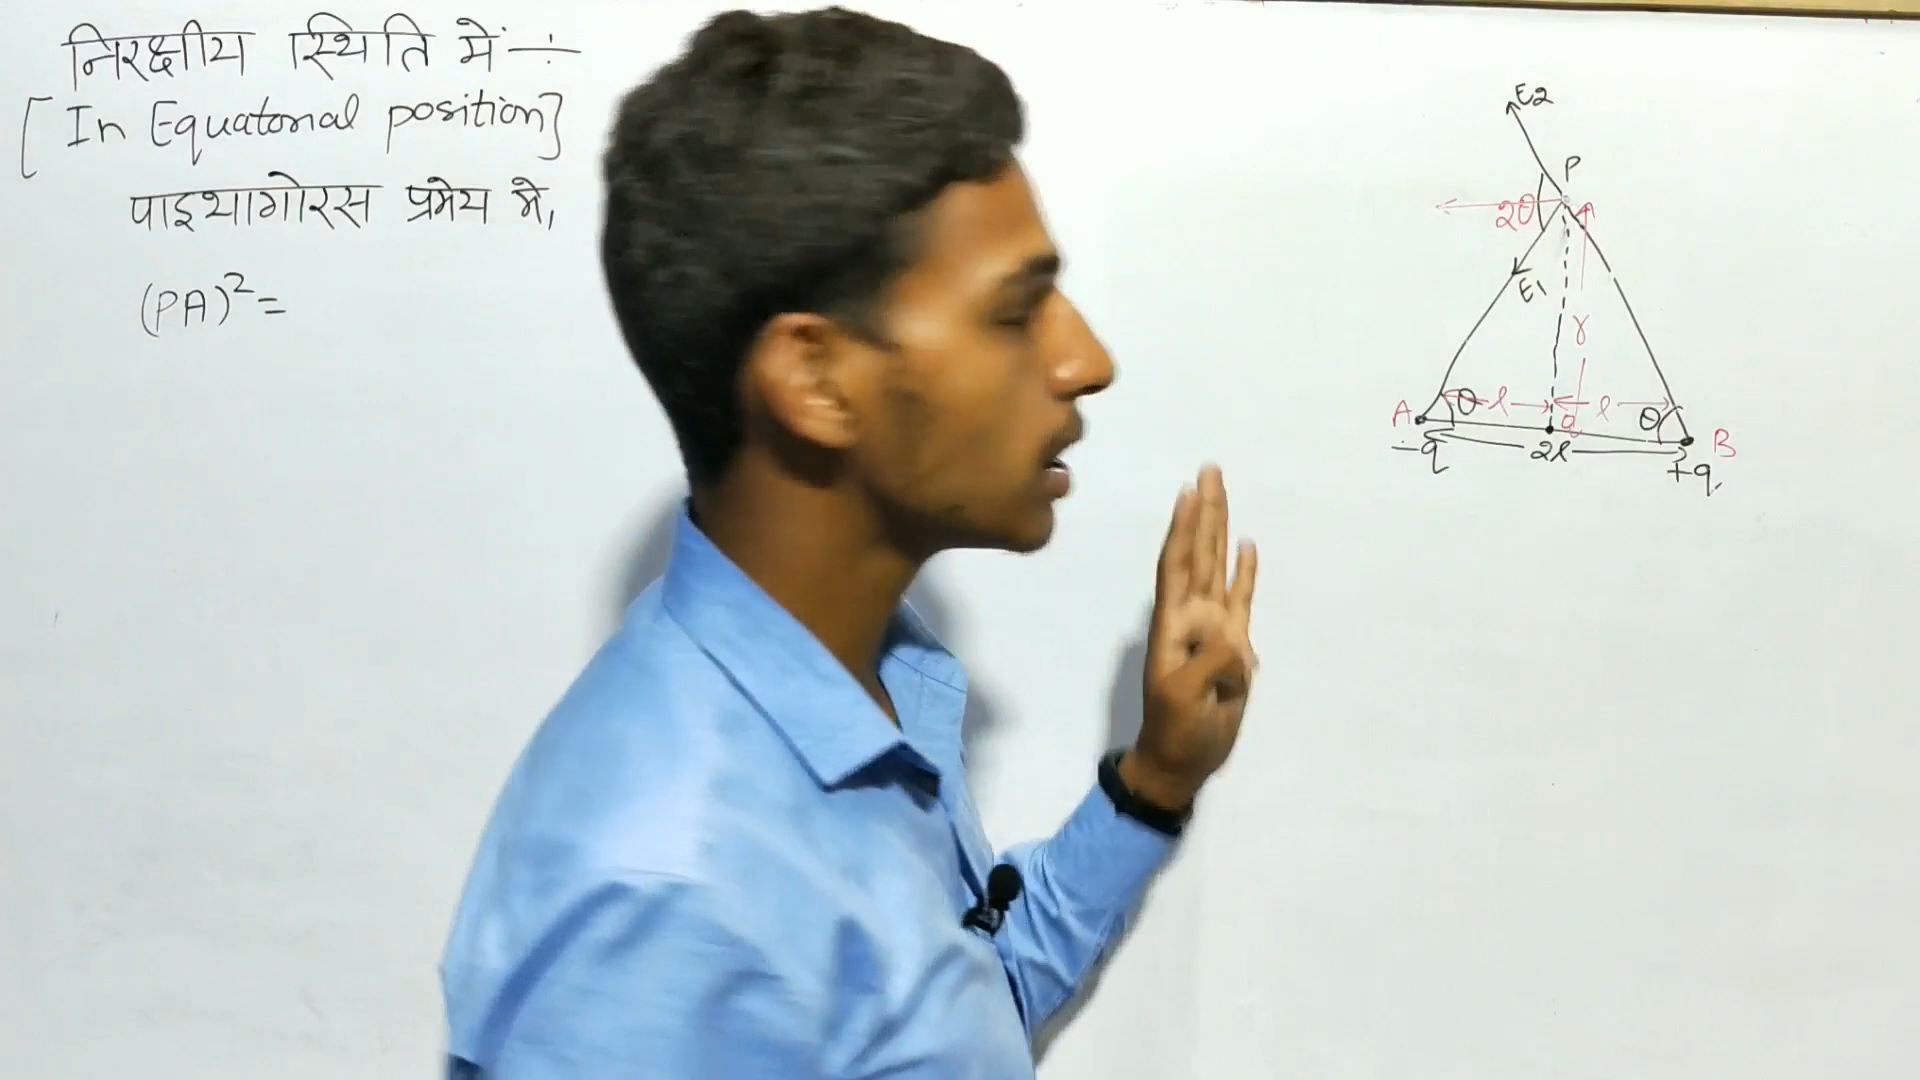 निरक्षीय स्थिति में ÷
[In Equatorial position]
पाइथागोरस प्रमेय से,
(PA)² =
E2
P
2θ
E1
r
A θ l l θ B
-q 2l +q